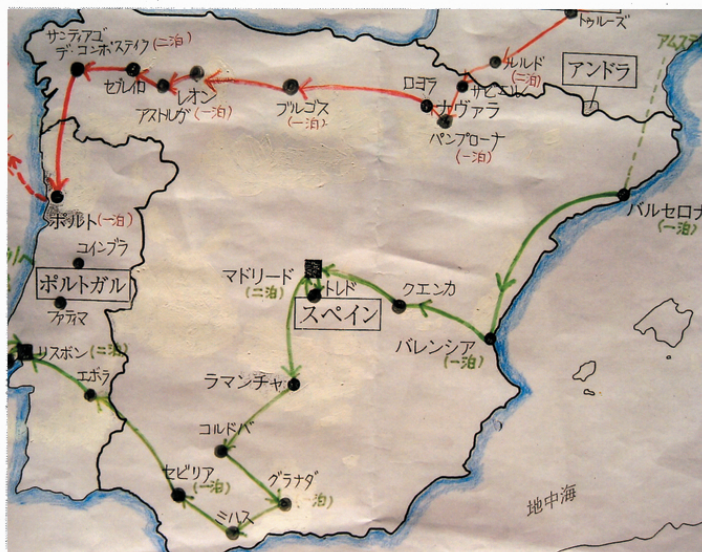 トゥルーズ
サンティアゴ
デ・コンポステイク(二泊)
ルルド
(二泊)
アムステ
アンドラ
セブレイロ
レオン
アストルガ(一泊)
ブルゴス
(一泊)
ロヨラ
サビエル
ナヴァラ
パンプローナ
(一泊)
ポルト(一泊)
バルセロナ
(一泊)
コインブラ
ポルトガル
ファティマ
マドリード
(二泊)
トレド
スペイン
クエンカ
バレンシア
(一泊)
リスボン(二泊)
エボラ
ラマンチャ
コルドバ
セビリア
(一泊)
グラナダ
(一泊)
ミハス
地中海